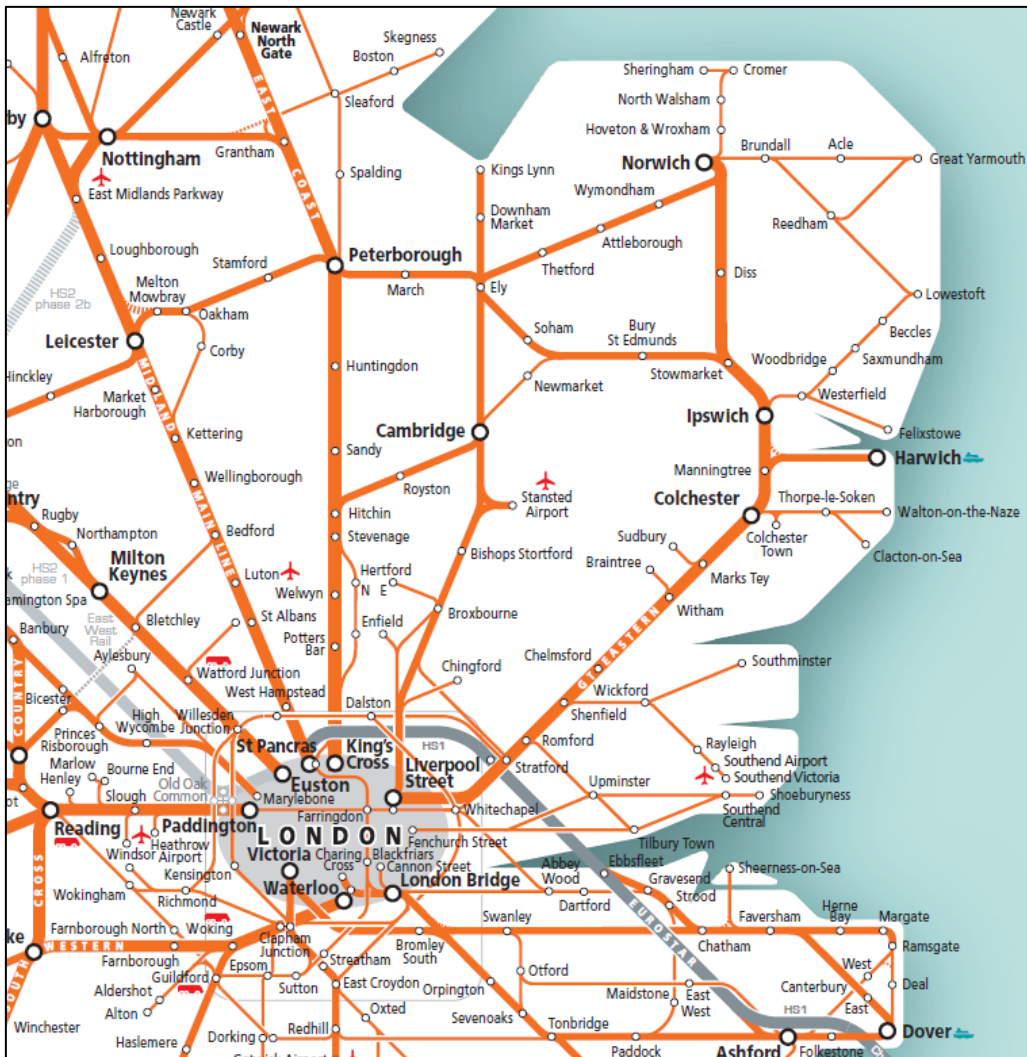 Newark
Castle
Newark
North
Gate
Skegness
Boston
Alfreton
Sleaford
Sheringham
Cromer
North Walsham
Hoveton & Wroxham
by
EAST
COAST
Nottingham
Grantham
Norwich
Brundall
Acle
Great Yarmouth
Spalding
Kings Lynn
Wymondham
East Midlands Parkway
Downham
Market
Attleborough
Reedham
Loughborough
Stamford
Peterborough
Thetford
March
Ely
Diss
HS2
phase 2b
Melton
Mowbray
Oakham
Lowestoft
Leicester
Corby
Soham
Bury
St Edmunds
Beccles
Saxmundham
Woodbridge
Hinckley
Huntingdon
Newmarket
Stowmarket
Westerfield
MIDLAND
MAIN LINE
Market
Harborough
Kettering
Cambridge
Ipswich
Felixstowe
on
Sandy
Harwich
Wellingborough
Royston
Manningtree
Stansted
Airport
Colchester
Thorpe-le-Soken
ge
ntry
Rugby
Hitchin
Walton-on-the-Naze
Northampton
Bedford
Stevenage
Colchester
Town
Sudbury
Clacton-on-Sea
Bishops Stortford
HS2
phase 1
Milton
Keynes
Luton
Hertford
N E
Braintree
Marks Tey
k
amington Spa
Welwyn
Witham
East
West
Rail
Bletchley
St Albans
Enfield
Broxbourne
Banbury
Potters
Bar
Aylesbury
Chelmsford
GT EASTERN
Southminster
Watford Junction
Chingford
West Hampstead
Wickford
COUNTRY
Bicester
High
Wycombe
Willesden
Junction
Dalston
Shenfield
Princes
Risborough
St Pancras
King's
Cross
HS1
Romford
Rayleigh
Southend Airport
Southend Victoria
Marlow
Henley
Bourne End
Euston
Liverpool
Street
Stratford
Upminster
Shoeburyness
ot
Slough
Old Oak
Common
Marylebone
Whitechapel
Southend
Central
Reading
Paddington
Farringdon
LONDON
Fenchurch Street
Tilbury Town
Windsor
Heathrow
Airport
Victoria
Charing
Cross
Blackfriars
Cannon Street
Abbey
Wood
Ebbsfleet
Gravesend
Sheerness-on-Sea
CROSS
Kensington
Waterloo
London Bridge
Strood
Wokingham
Richmond
Dartford
Swanley
EUROSTAR
Faversham
Herne
Bay
Margate
Farnborough North
Woking
ke
WESTERN
SOUTH
Clapham
Junction
Bromley
South
Chatham
Ramsgate
Farnborough
Streatham
West
Guildford
Epsom
Otford
Canterbury
Deal
Aldershot
Sutton
East Croydon
Orpington
Maidstone
East
West
East
Alton
Oxted
HS1
Winchester
Sevenoaks
Dorking
Redhill
Tonbridge
Dover
Haslemere
Paddock
Ashford
Folkestone